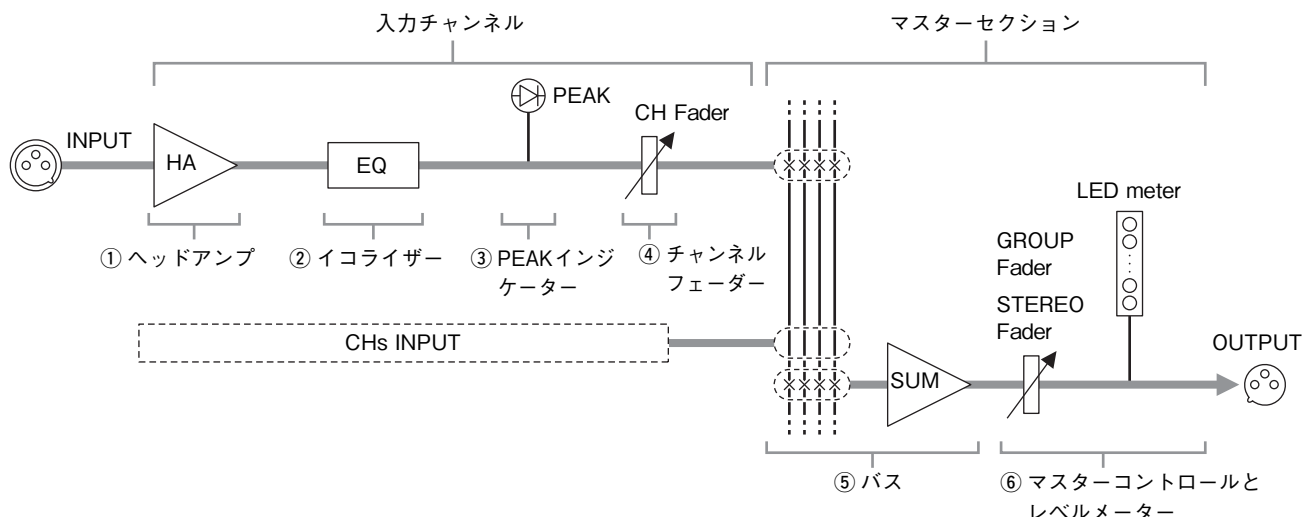 入力チャンネル
マスターセクション
PEAK
CH Fader
INPUT
HA
EQ
LED meter
① ヘッドアンプ
② イコライザー
③ PEAKインジ
ケーター
④ チャンネル
フェーダー
GROUP
Fader
STEREO
Fader
CHs INPUT
OUTPUT
SUM
⑤ バス
⑥ マスターコントロールと
レベルメーター